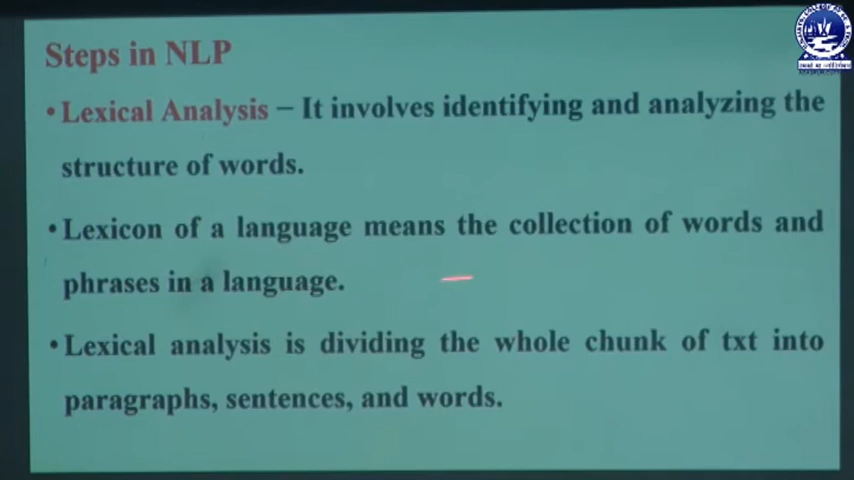 Steps in NLP
• Lexical Analysis – It involves identifying and analyzing the
structure of words.
• Lexicon of a language means the collection of words and
phrases in a language.
• Lexical analysis is dividing the whole chunk of txt into
paragraphs, sentences, and words.